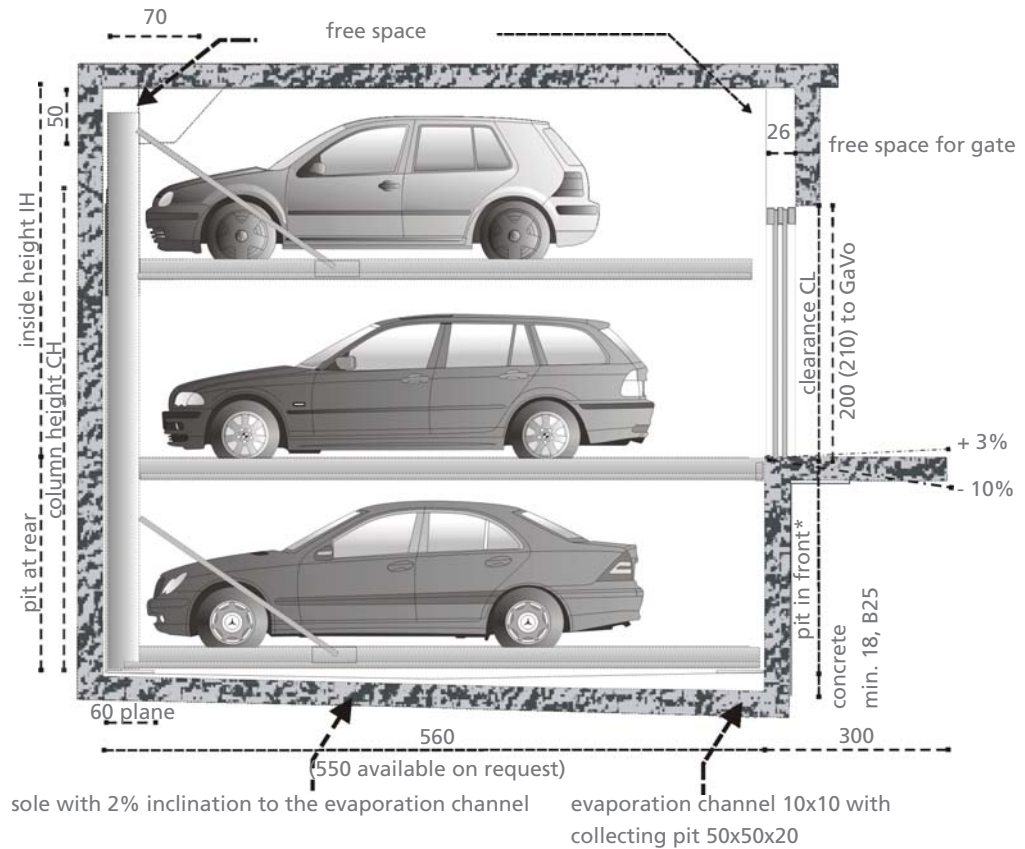 70
free space
50
26
free space for gate
inside height IH
column height CH
pit at rear
clearance CL
200 (210) to GaVo
+ 3%
- 10%
pit in front*
concrete
min. 18, B25
60 plane
560
300
(550 available on request)
sole with 2% inclination to the evaporation channel
evaporation channel 10x10 with
collecting pit 50x50x20